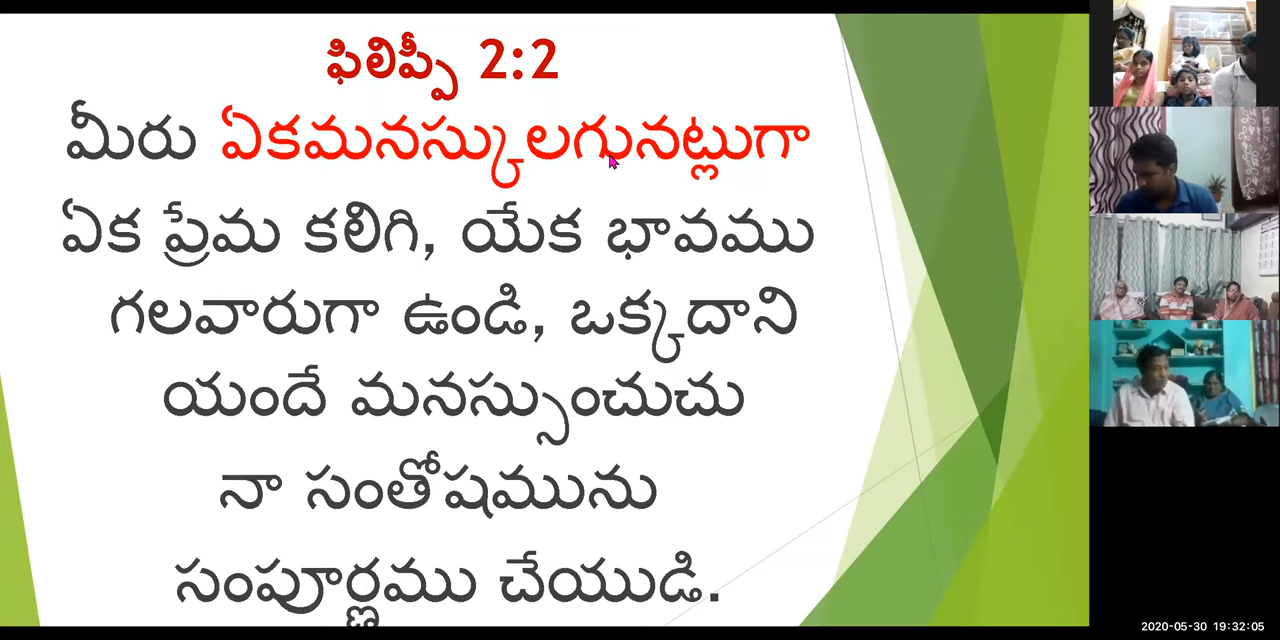 ఫిలిప్పీ 2:2
మీరు ఏకమనస్కులగునట్లుగా
ఏక ప్రేమ కలిగి, యేక భావము
గలవారుగా ఉండి, ఒక్కదాని
యందే మనస్సుంచుచు
నా సంతోషమును
సంపూర్ణము చేయుడి.
2020-05-30 19:32:05